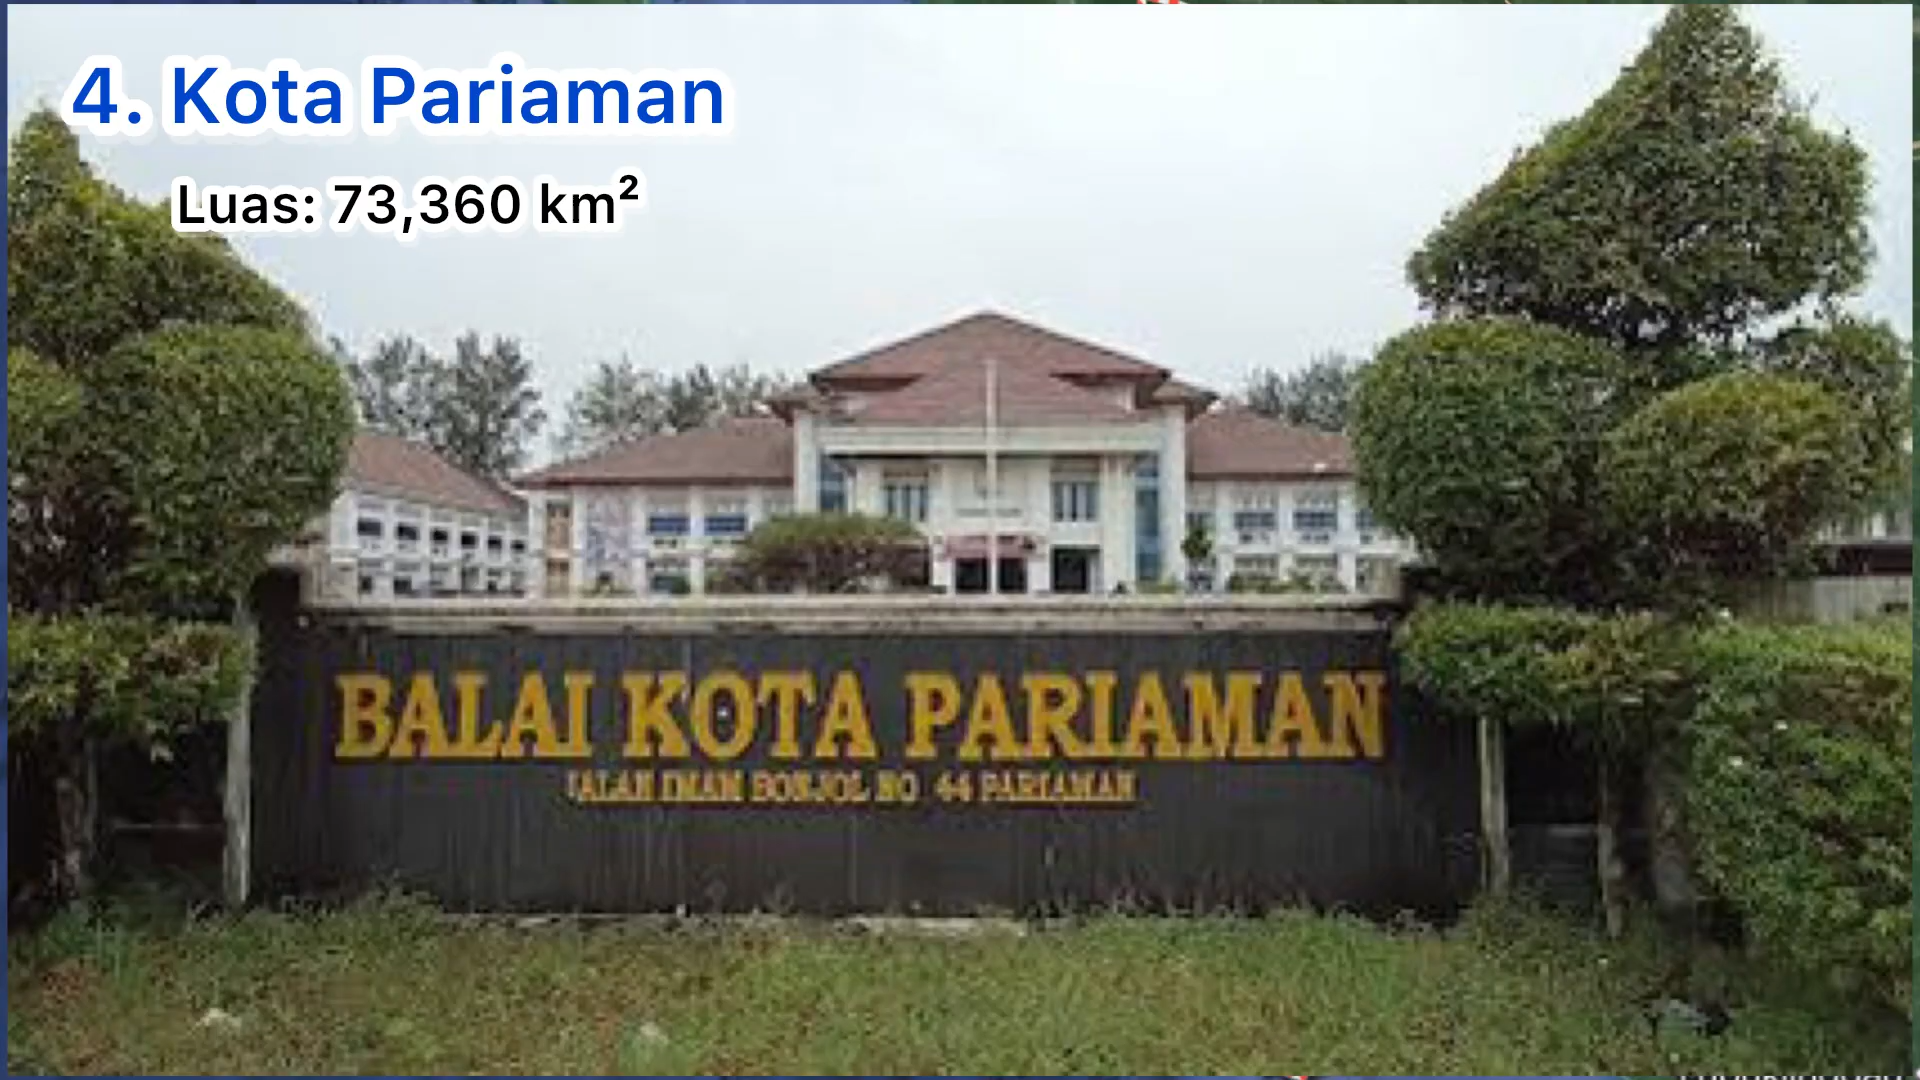 4. Kota Pariaman
Luas: 73,360 km²
BALAI KOTA PARIAMAN
JALAN IMAM BONJOL NO 44 PARIAMAN